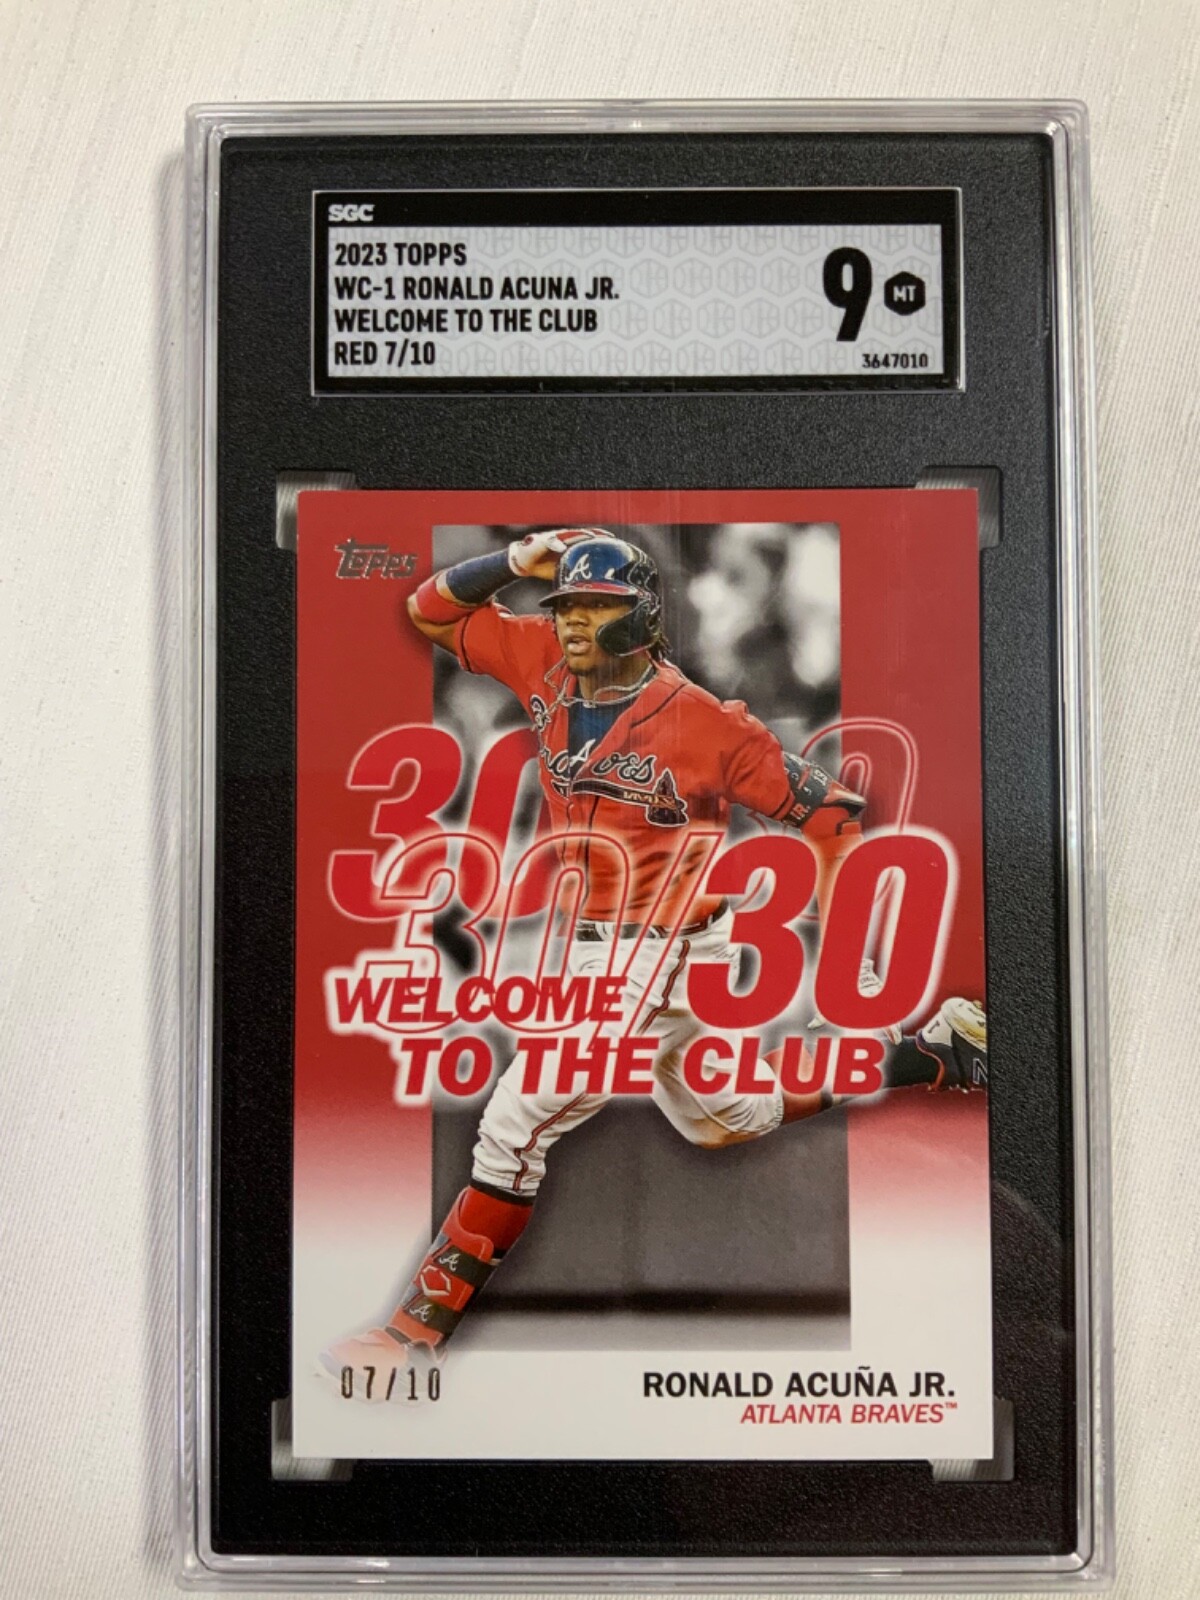 SGC
2023 TOPPS
WC-1 RONALD ACUNA JR.
WELCOME TO THE CLUB
RED 7/10
9 MT
3647010
Topps
A
Braves
30
30
30/30
WELCOME
TO THE CLUB
A
A
07/10
RONALD ACUÑA JR.
ATLANTA BRAVES™